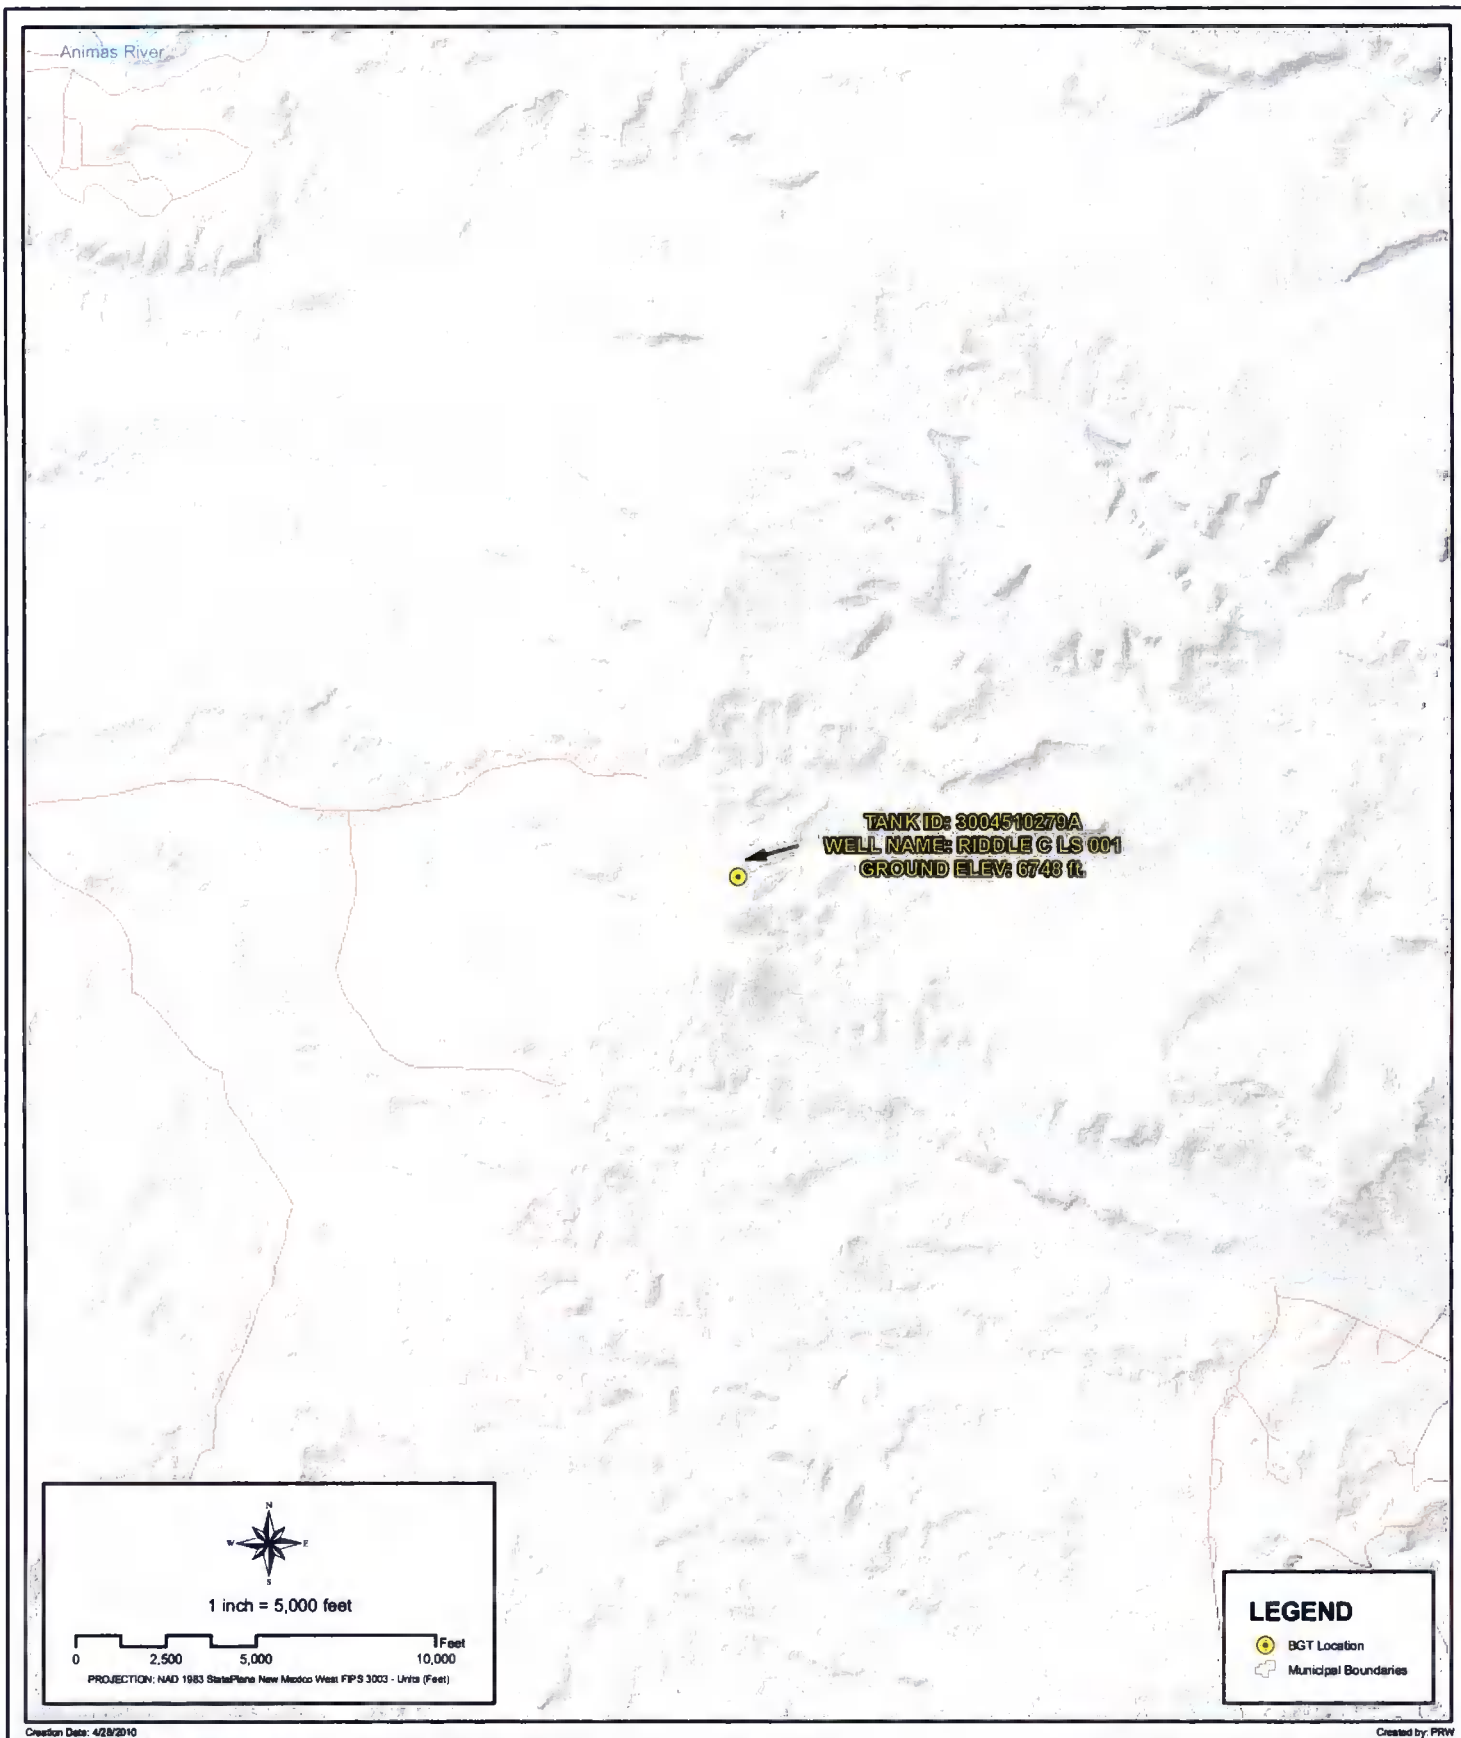 Animas River
TANK ID: 3004510279A
WELL NAME: RIDDLE C LS 001
GROUND ELEV: 6748 ft.
N
W E
S
1 inch = 5,000 feet
Feet
0 2,500 5,000 10,000
PROJECTION: NAD 1983 StatePlane New Mexico West FIPS 3003 - Units (Feet)
LEGEND
BGT Location
Municipal Boundaries
Creation Date: 4/28/2010
Created by: PRW